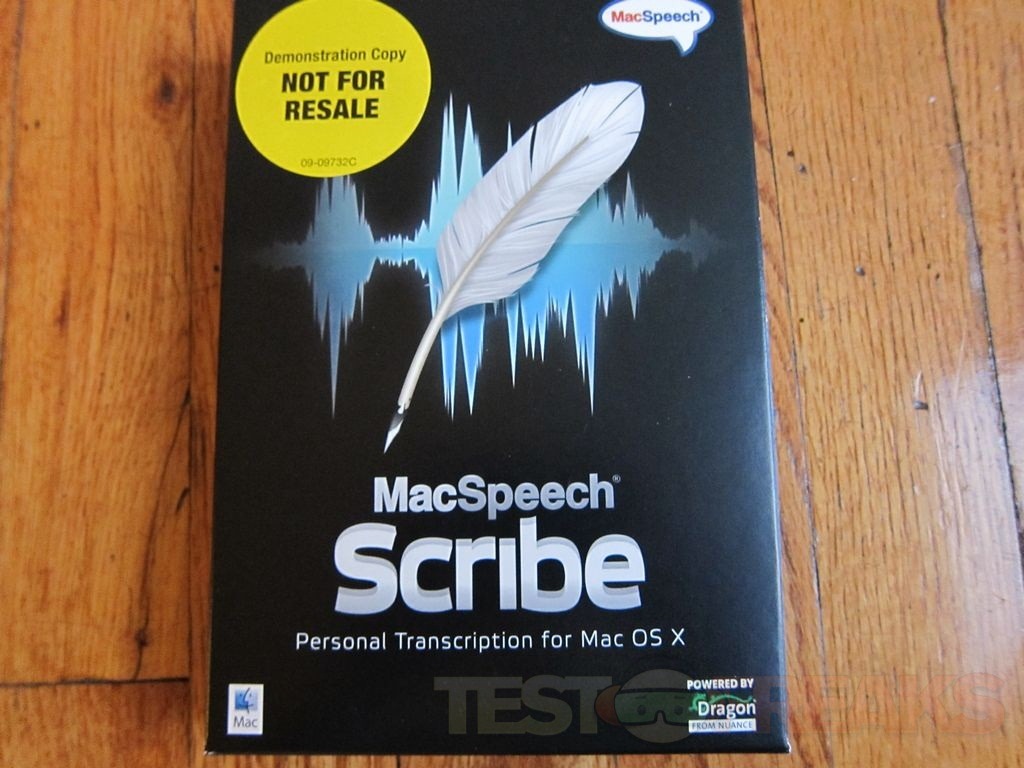 Demonstration Copy
NOT FOR
RESALE
09-09732C
MacSpeech
MacSpeech®
Scribe
Personal Transcription for Mac OS X
Mac
POWERED BY
Dragon
FROM NUANCE
TEST